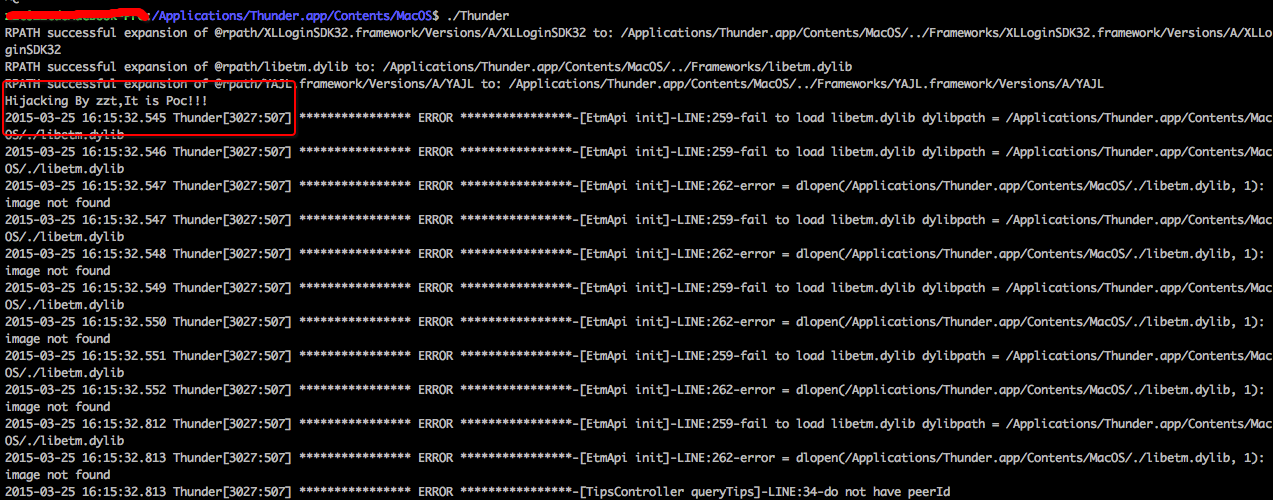 :/Applications/Thunder.app/Contents/MacOS$ ./Thunder
RPATH successful expansion of @rpath/XLLoginSDK32.framework/Versions/A/XLLoginSDK32 to: /Applications/Thunder.app/Contents/MacOS/../Frameworks/XLLoginSDK32.framework/Versions/A/XLLo
ginSDK32
RPATH successful expansion of @rpath/libetm.dylib to: /Applications/Thunder.app/Contents/MacOS/../Frameworks/libetm.dylib
RPATH successful expansion of @rpath/YAJL.framework/Versions/A/YAJL to: /Applications/Thunder.app/Contents/MacOS/../Frameworks/YAJL.framework/Versions/A/YAJL
Hijacking By zzt,It is Poc!!!
2015-03-25 16:15:32.545 Thunder[3027:507] **************** ERROR ****************-[EtmApi init]-LINE:259-fail to load libetm.dylib dylibpath = /Applications/Thunder.app/Contents/Mac
OS/./libetm.dylib
2015-03-25 16:15:32.546 Thunder[3027:507] **************** ERROR ****************-[EtmApi init]-LINE:259-fail to load libetm.dylib dylibpath = /Applications/Thunder.app/Contents/Mac
OS/./libetm.dylib
2015-03-25 16:15:32.547 Thunder[3027:507] **************** ERROR ****************-[EtmApi init]-LINE:262-error = dlopen(/Applications/Thunder.app/Contents/MacOS/./libetm.dylib, 1):
image not found
2015-03-25 16:15:32.547 Thunder[3027:507] **************** ERROR ****************-[EtmApi init]-LINE:259-fail to load libetm.dylib dylibpath = /Applications/Thunder.app/Contents/Mac
OS/./libetm.dylib
2015-03-25 16:15:32.548 Thunder[3027:507] **************** ERROR ****************-[EtmApi init]-LINE:262-error = dlopen(/Applications/Thunder.app/Contents/MacOS/./libetm.dylib, 1):
image not found
2015-03-25 16:15:32.549 Thunder[3027:507] **************** ERROR ****************-[EtmApi init]-LINE:259-fail to load libetm.dylib dylibpath = /Applications/Thunder.app/Contents/Mac
OS/./libetm.dylib
2015-03-25 16:15:32.550 Thunder[3027:507] **************** ERROR ****************-[EtmApi init]-LINE:262-error = dlopen(/Applications/Thunder.app/Contents/MacOS/./libetm.dylib, 1):
image not found
2015-03-25 16:15:32.551 Thunder[3027:507] **************** ERROR ****************-[EtmApi init]-LINE:259-fail to load libetm.dylib dylibpath = /Applications/Thunder.app/Contents/Mac
OS/./libetm.dylib
2015-03-25 16:15:32.552 Thunder[3027:507] **************** ERROR ****************-[EtmApi init]-LINE:262-error = dlopen(/Applications/Thunder.app/Contents/MacOS/./libetm.dylib, 1):
image not found
2015-03-25 16:15:32.812 Thunder[3027:507] **************** ERROR ****************-[EtmApi init]-LINE:259-fail to load libetm.dylib dylibpath = /Applications/Thunder.app/Contents/Mac
OS/./libetm.dylib
2015-03-25 16:15:32.813 Thunder[3027:507] **************** ERROR ****************-[EtmApi init]-LINE:262-error = dlopen(/Applications/Thunder.app/Contents/MacOS/./libetm.dylib, 1):
image not found
2015-03-25 16:15:32.813 Thunder[3027:507] **************** ERROR ****************-[TipsController queryTips]-LINE:34-do not have peerId